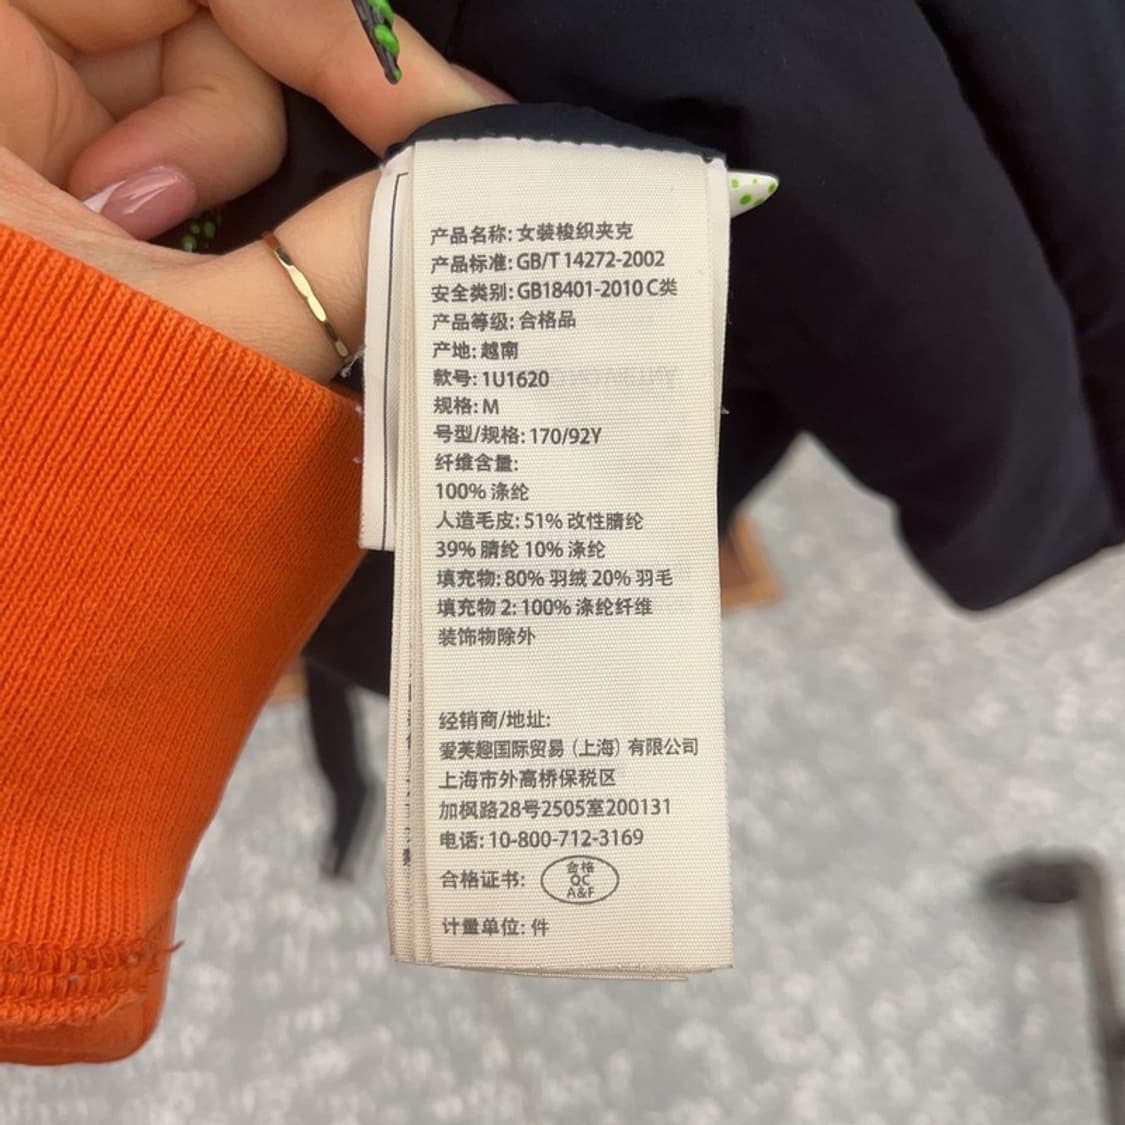 产品名称: 女装梭织夹克
产品标准: GB/T 14272-2002
安全类别: GB18401-2010 C类
产品等级: 合格品
产地: 越南
款号: 1U1620
规格: M
号型/规格: 170/92Y
纤维含量:
100% 涤纶
人造毛皮: 51% 改性腈纶
39% 腈纶 10% 涤纶
填充物: 80% 羽绒 20% 羽毛
填充物 2: 100% 涤纶纤维
装饰物除外
经销商/地址:
爱芙趣国际贸易 (上海) 有限公司
上海市外高桥保税区
加枫路28号2505室200131
电话: 10-800-712-3169
合格证书:
合格
QC
A&F
计量单位: 件